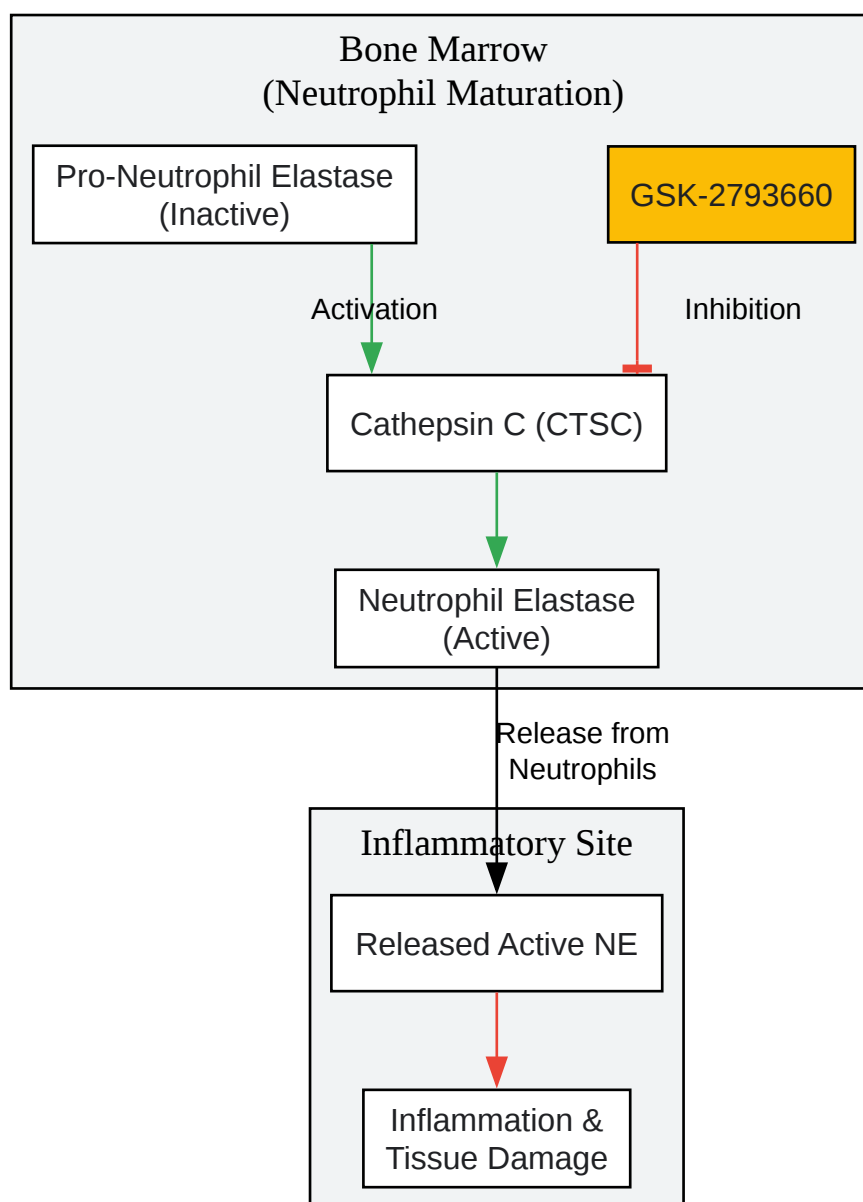 Bone Marrow
(Neutrophil Maturation)
Pro-Neutrophil Elastase
(Inactive)
GSK-2793660
Activation
Inhibition
Cathepsin C (CTSC)
Neutrophil Elastase
(Active)
Release from
Neutrophils
Inflammatory Site
Released Active NE
Inflammation &
Tissue Damage